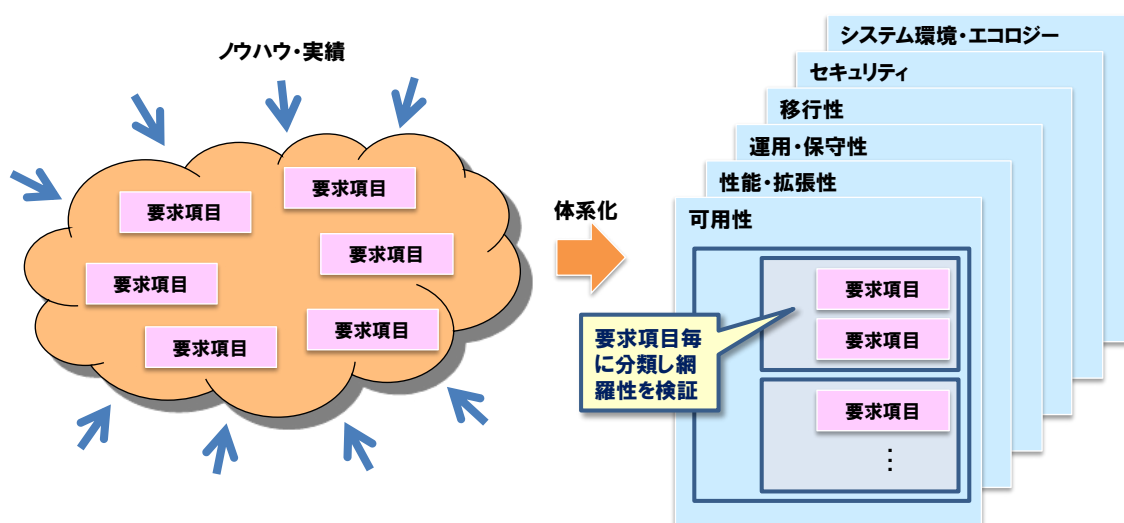 ノウハウ・実績
要求項目
要求項目
要求項目
要求項目
要求項目
要求項目
体系化
システム環境・エコロジー
セキュリティ
移行性
運用・保守性
性能・拡張性
可用性
要求項目
要求項目
要求項目
⋮
要求項目毎
に分類し網
羅性を検証